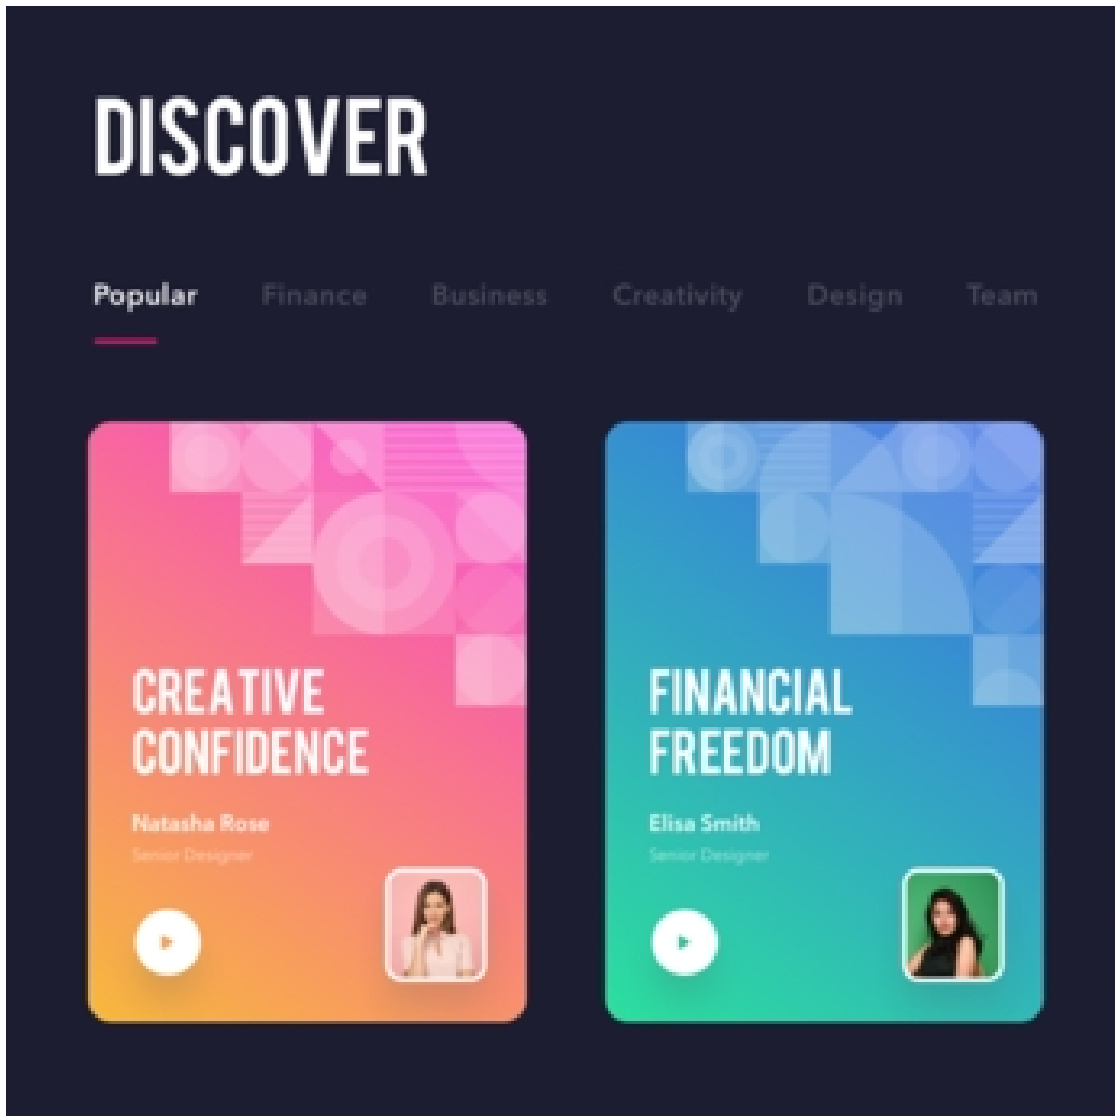 DISCOVER
Popular Finance Business Creativity Design Team
CREATIVE
CONFIDENCE
Natasha Rose
Senior Designer
FINANCIAL
FREEDOM
Elisa Smith
Senior Designer